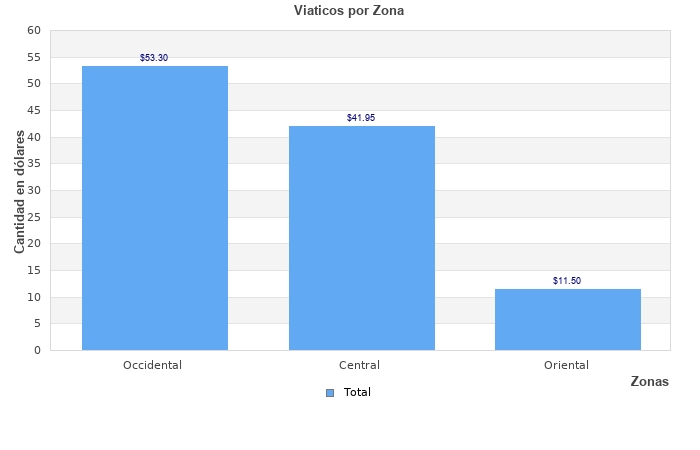 Viaticos por Zona
Cantidad en dólares
60
55
50
45
40
35
30
25
20
15
10
5
0
$53.30
$41.95
$11.50
Occidental
Central
Oriental
Zonas
Total